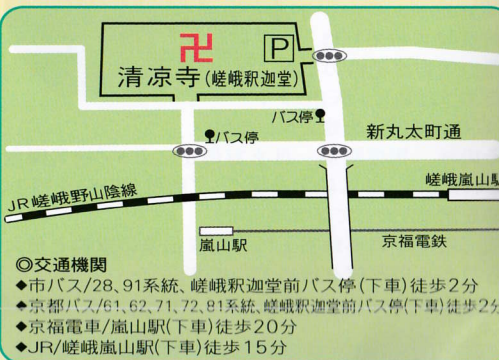 卍
P
清凉寺(嵯峨釈迦堂)
バス停
バス停
新丸太町通
JR嵯峨野山陰線
嵯峨嵐山駅
嵐山駅
京福電鉄
◎交通機関
◆市バス/28、91系統、嵯峨釈迦堂前バス停(下車)徒歩2分
◆京都バス/61、62、71、72、81系統、嵯峨釈迦堂前バス停(下車)徒歩2分
◆京福電車/嵐山駅(下車)徒歩20分
◆JR/嵯峨嵐山駅(下車)徒歩15分